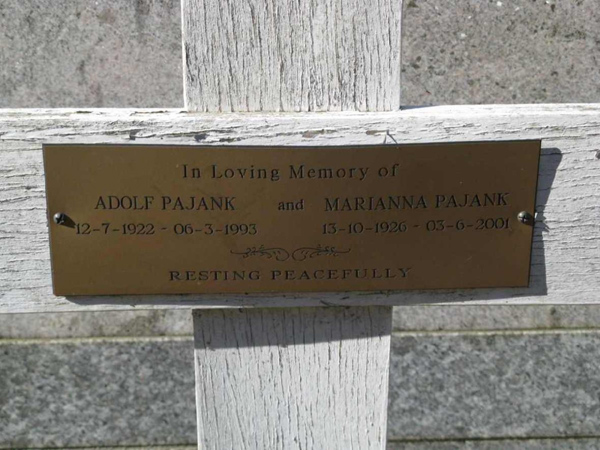 In Loving Memory of
ADOLF PAJANK and MARIANNA PAJANK
12-7-1922 - 06-3-1993 13-10-1926 - 03-6-2001
RESTING PEACEFULLY